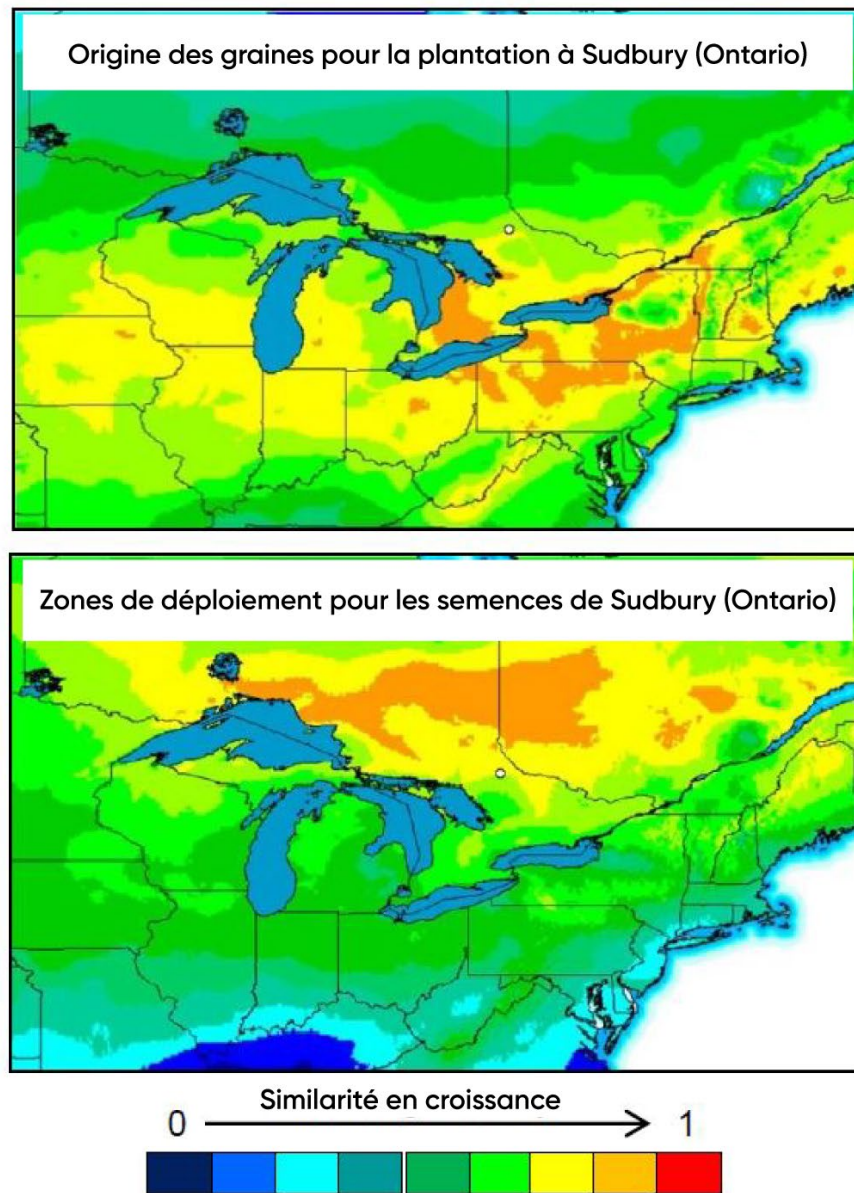 Origine des graines pour la plantation à Sudbury (Ontario)
Zones de déploiement pour les semences de Sudbury (Ontario)
Similarité en croissance
0 1